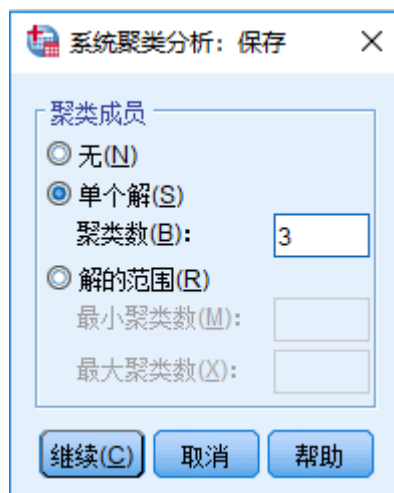 系统聚类分析：保存
聚类成员
无(N)
单个解(S)
聚类数(B)： 3
解的范围(R)
最小聚类数(M)：
最大聚类数(X)：
继续(C) 取消 帮助